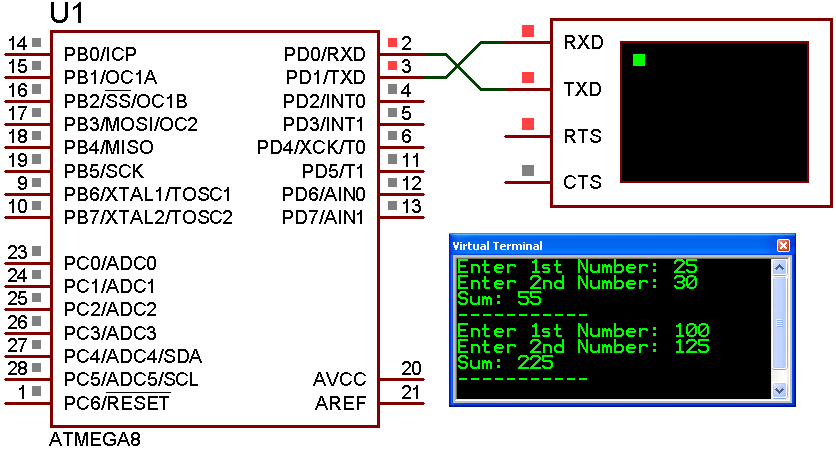 U1
14 PB0/ICP PD0/RXD 2
15 PB1/OC1A PD1/TXD 3
16 PB2/SS/OC1B PD2/INT0 4
17 PB3/MOSI/OC2 PD3/INT1 5
18 PB4/MISO PD4/XCK/T0 6
19 PB5/SCK PD5/T1 11
9 PB6/XTAL1/TOSC1 PD6/AIN0 12
10 PB7/XTAL2/TOSC2 PD7/AIN1 13
23 PC0/ADC0
24 PC1/ADC1
25 PC2/ADC2
26 PC3/ADC3
27 PC4/ADC4/SDA
28 PC5/ADC5/SCL AVCC 20
1 PC6/RESET AREF 21
ATMEGA8
RXD
TXD
RTS
CTS
Virtual Terminal
Enter 1st Number: 25
Enter 2nd Number: 30
Sum: 55
------------
Enter 1st Number: 100
Enter 2nd Number: 125
Sum: 225
------------